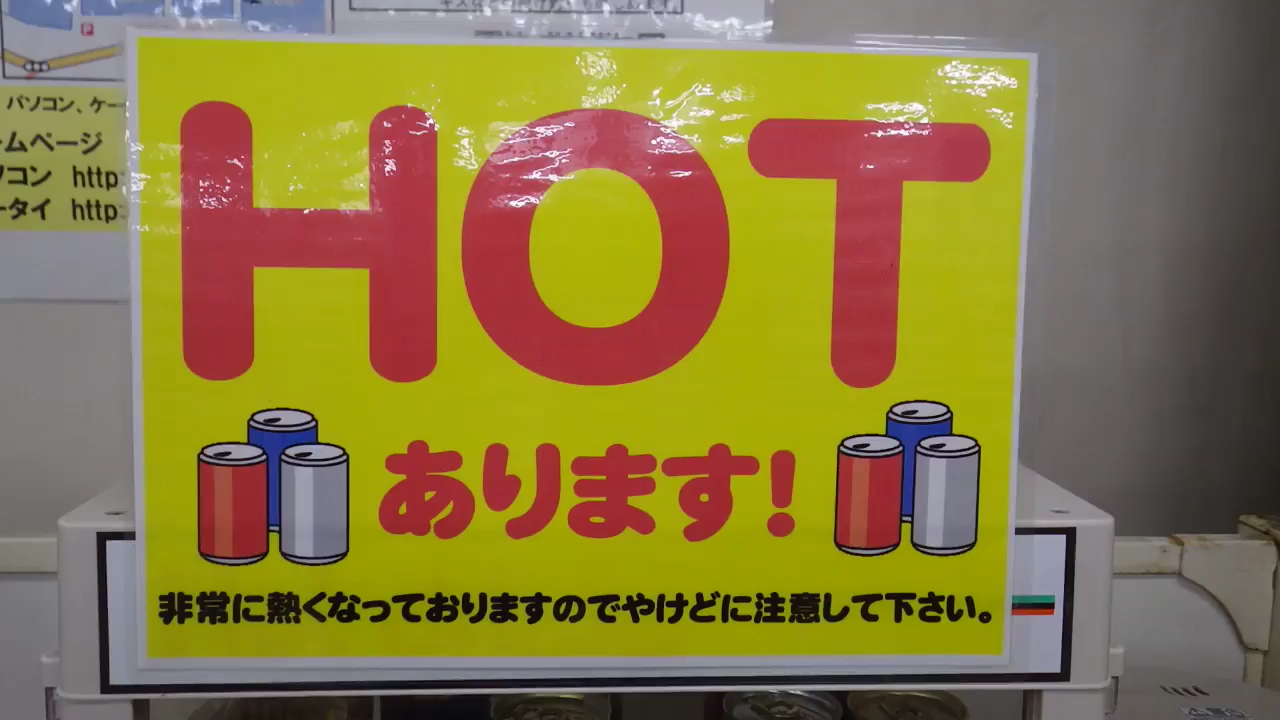 パソコン、ケー
ームページ
ソコン http:
ータイ http:
P
HOT
あります!
非常に熱くなっておりますのでやけどに注意して下さい。